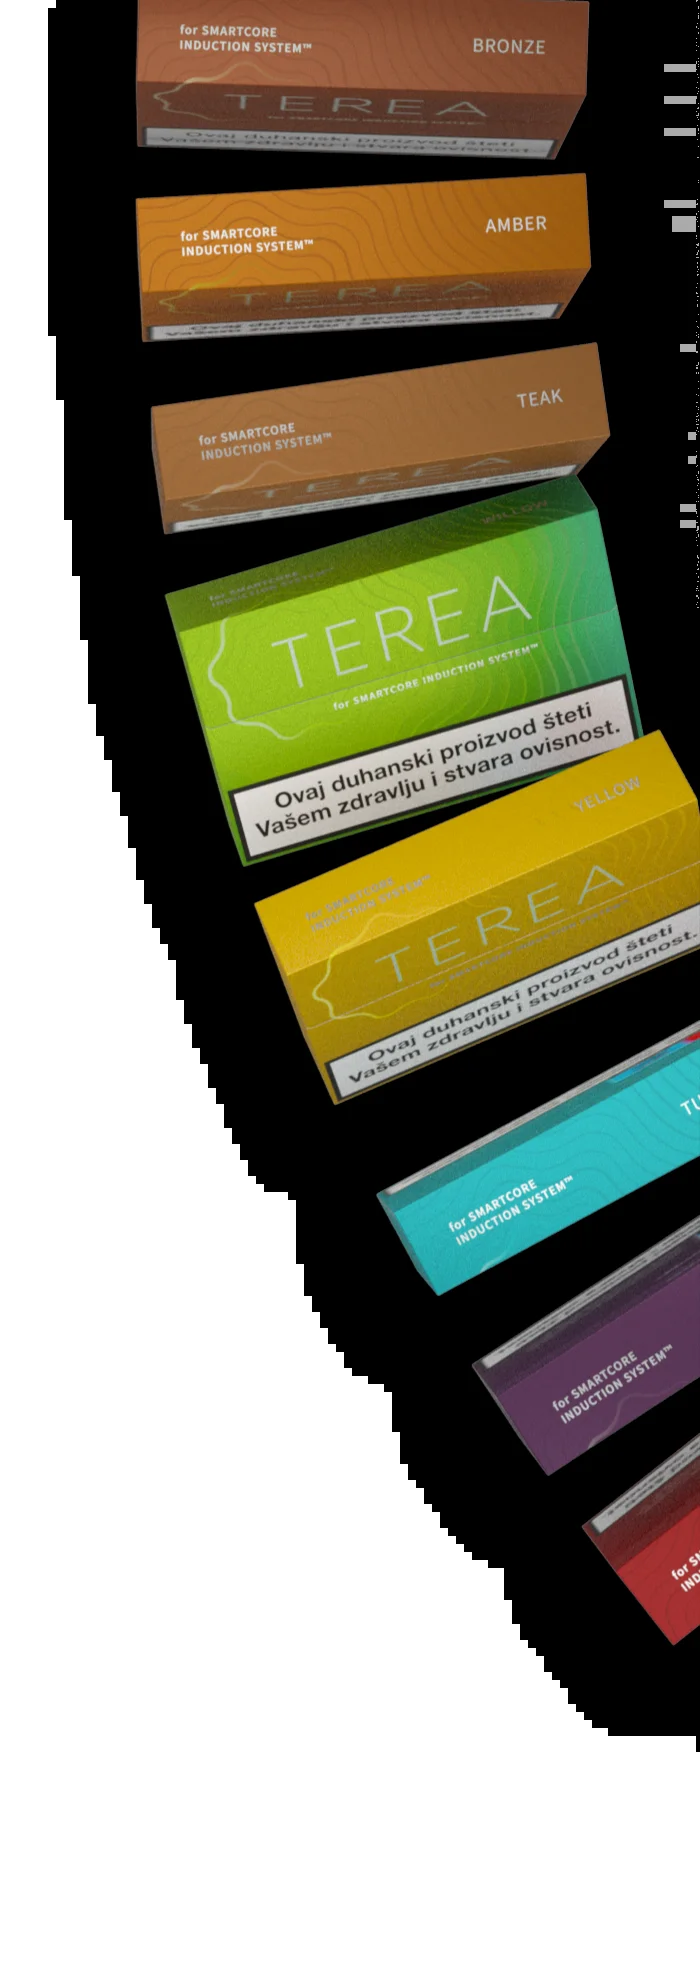 for SMARTCORE
INDUCTION SYSTEM™
BRONZE
TEREA
Ovaj duhanski proizvod šteti
Vašem zdravlju i stvara ovisnost.
for SMARTCORE
INDUCTION SYSTEM™
AMBER
TEREA
Ovaj duhanski proizvod šteti
Vašem zdravlju i stvara ovisnost.
for SMARTCORE
INDUCTION SYSTEM™
TEAK
TEREA
for SMARTCORE
INDUCTION SYSTEM™
WILLOW
TEREA
for SMARTCORE INDUCTION SYSTEM™
Ovaj duhanski proizvod šteti
Vašem zdravlju i stvara ovisnost.
for SMARTCORE
INDUCTION SYSTEM™
YELLOW
TEREA
for SMARTCORE INDUCTION SYSTEM™
Ovaj duhanski proizvod šteti
Vašem zdravlju i stvara ovisnost.
TU
for SMARTCORE
INDUCTION SYSTEM™
for SMARTCORE
INDUCTION SYSTEM™
for S
IND